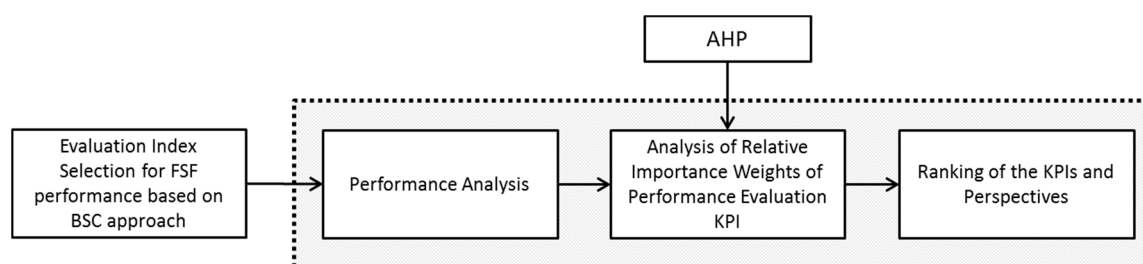 AHP
Evaluation Index
Selection for FSF
performance based on
BSC approach
Performance Analysis
Analysis of Relative
Importance Weights of
Performance Evaluation
KPI
Ranking of the KPIs and
Perspectives